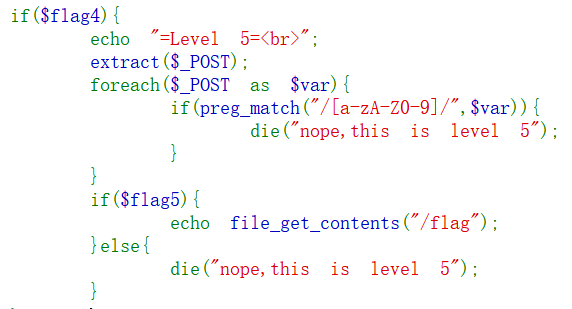 if($flag4){
echo "=Level 5=<br>";
extract($_POST);
foreach($_POST as $var){
if(preg_match("/[a-zA-Z0-9]/",$var)){
die("nope,this is level 5");
}
}
if($flag5){
echo file_get_contents("/flag");
}else{
die("nope,this is level 5");
}